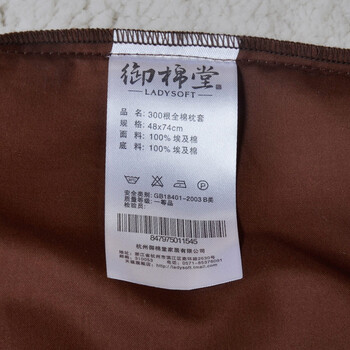 御棉堂
LADYSOFT
品名：300根全棉枕套
规格：48x74cm
面料：100% 埃及棉
底料：100% 埃及棉
安全类别：GB18401-2003 B类
质量等级：一等品
检验员：
847975011545
杭州御棉堂家居有限公司